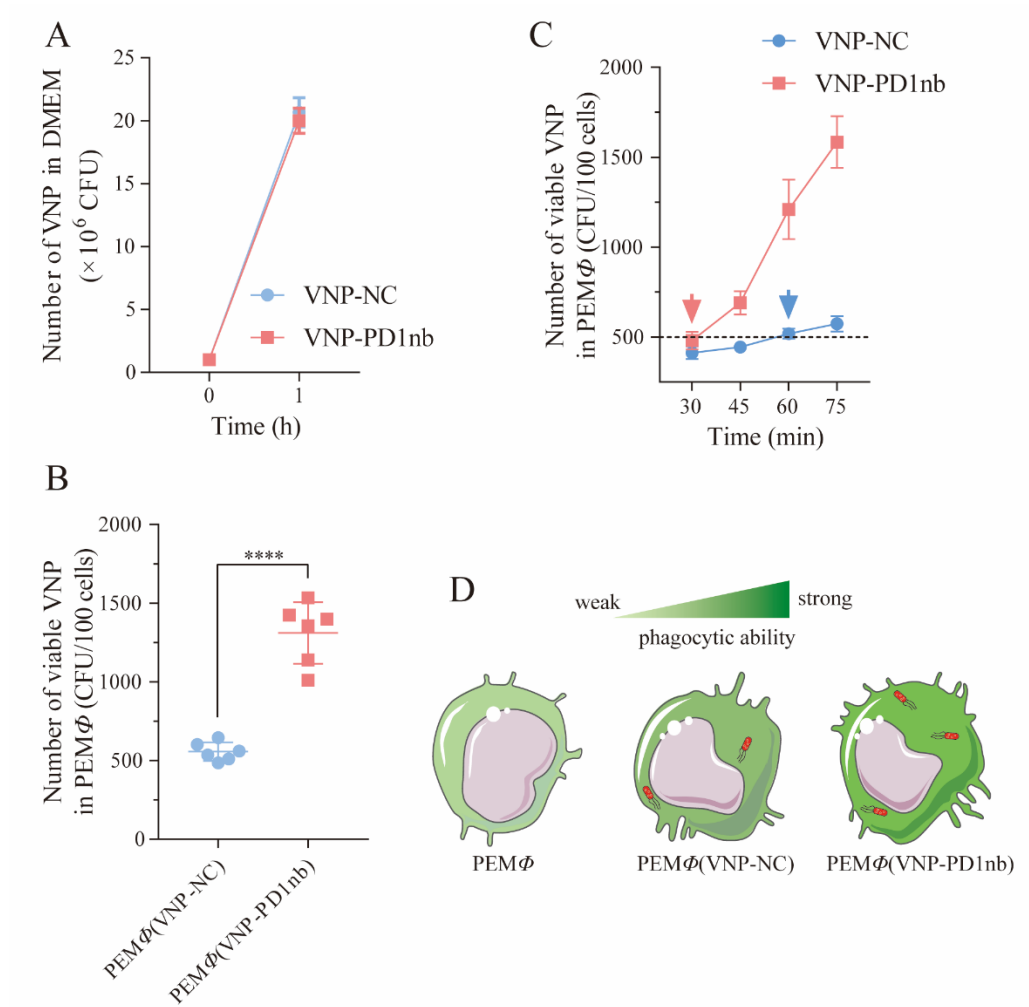 A
Number of VNP in DMEM
(×10⁶ CFU)
25
20
15
10
5
0
0
1
Time (h)
VNP-NC
VNP-PD1nb
C
VNP-NC
VNP-PD1nb
Number of viable VNP
in PEMΦ (CFU/100 cells)
2000
1500
1000
500
30
45
60
75
Time (min)
B
Number of viable VNP
in PEMΦ (CFU/100 cells)
2000
1500
1000
500
0
****
PEMΦ(VNP-NC)
PEMΦ(VNP-PD1nb)
D
weak
strong
phagocytic ability
PEMΦ
PEMΦ(VNP-NC)
PEMΦ(VNP-PD1nb)